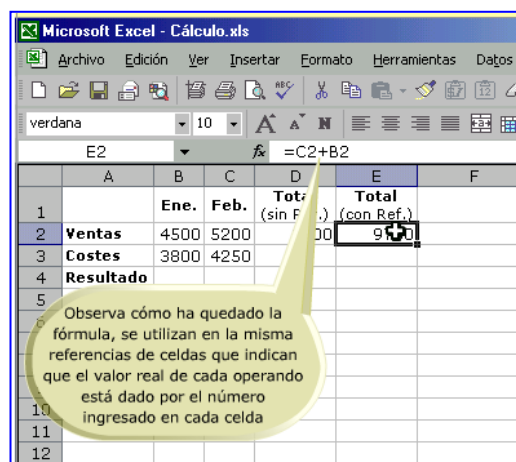 Microsoft Excel - Cálculo.xls
Archivo Edición Ver Insertar Formato Herramientas Datos
verdana 10 A A N
E2 fx =C2+B2
A B C D E F
1 Ene. Feb. (sin Ref.) Total (con Ref.)
2 Ventas 4500 5200
3 Costes 3800 4250
4 Resultado
5
Observa cómo ha quedado la
fórmula, se utilizan en la misma
referencias de celdas que indican
que el valor real de cada operando
está dado por el número
ingresado en cada celda
10
11
12